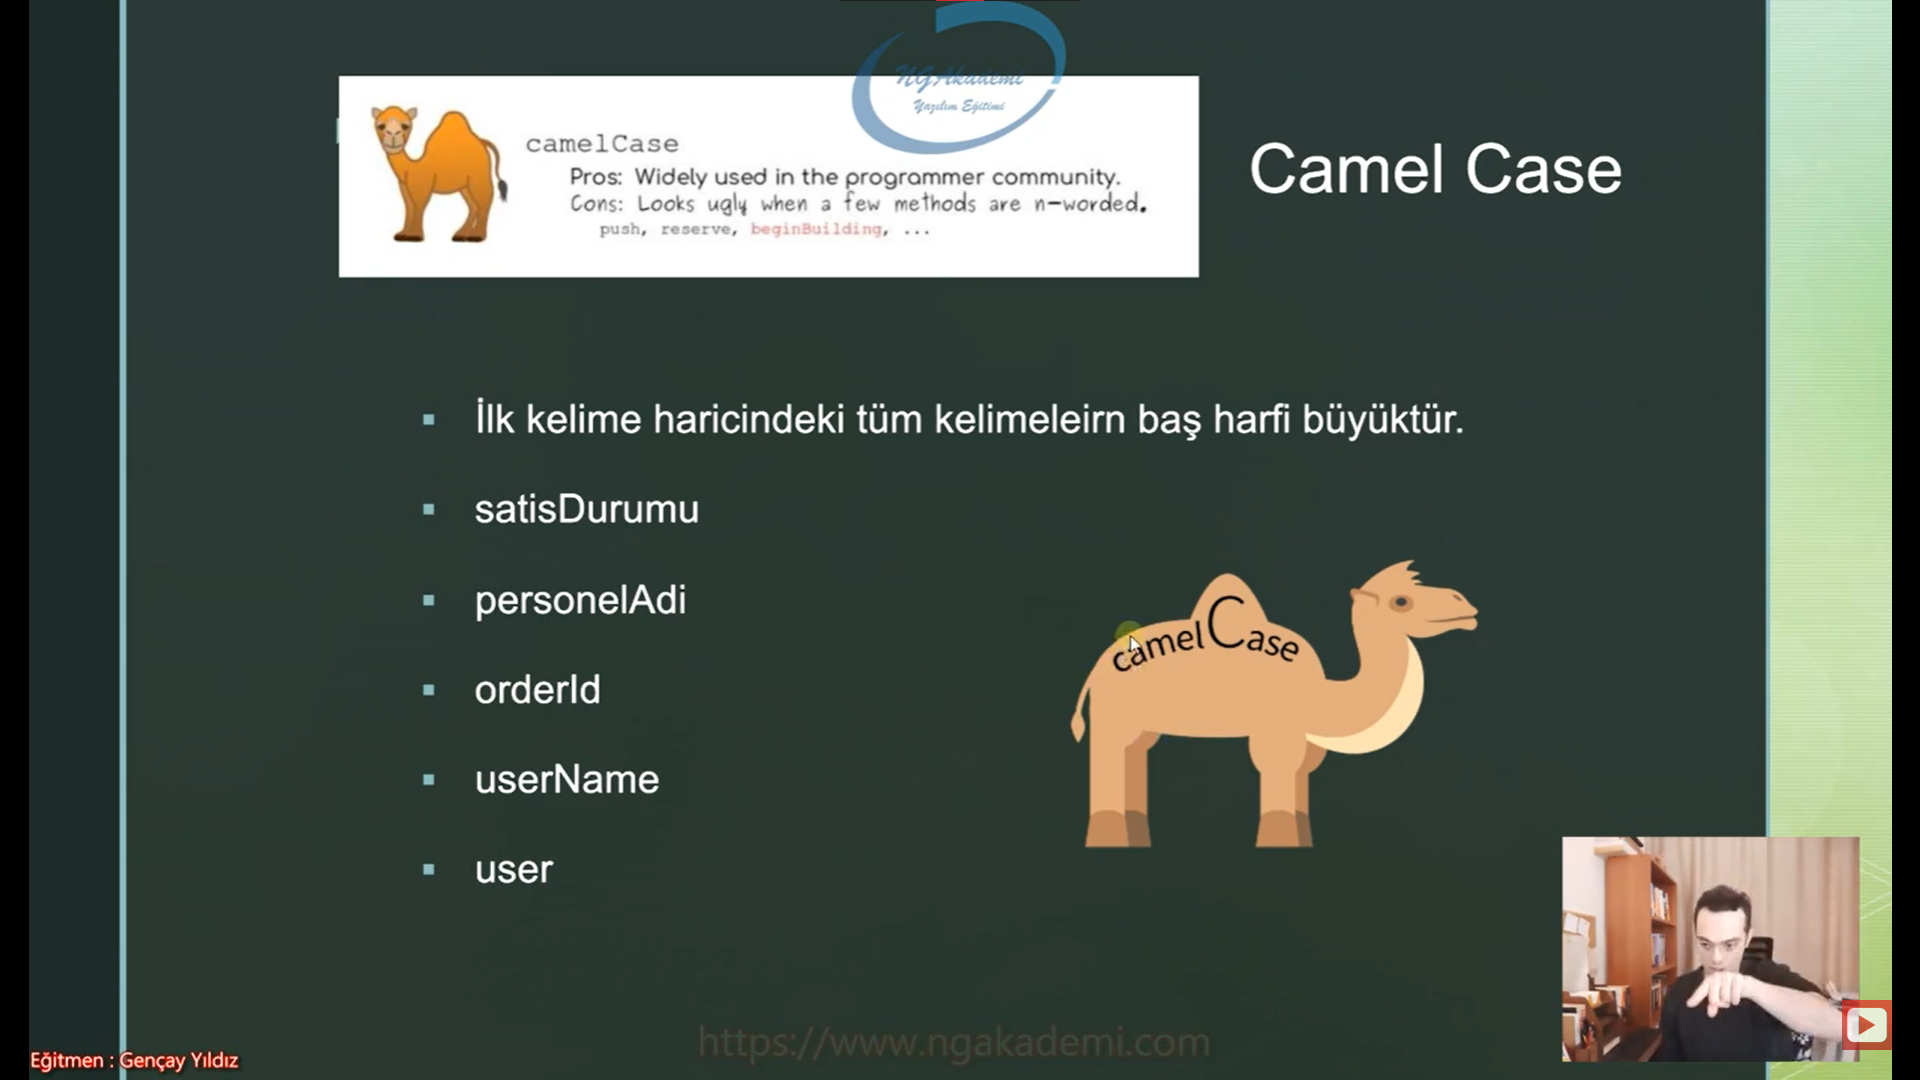 NGAkademi
Yazılım Eğitimi
camelCase
Pros: Widely used in the programmer community.
Cons: Looks ugly when a few methods are n-worded.
push, reserve, beginBuilding, ...
Camel Case
İlk kelime haricindeki tüm kelimeleirn baş harfi büyüktür.
satisDurumu
personelAdi
orderId
userName
user
camelCase
https://www.ngakademi.com
Eğitmen : Gençay Yıldız